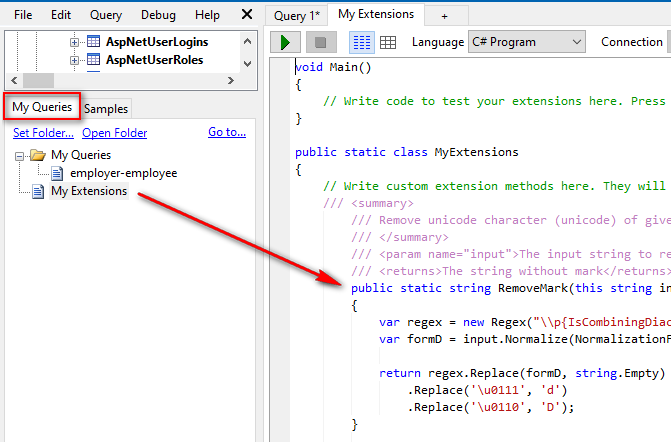 File Edit Query Debug Help X
Query 1* My Extensions +
Language C# Program Connection
AspNetUserLogins
AspNetUserRoles
My Queries Samples
Set Folder... Open Folder Go to...
My Queries
employer-employee
My Extensions
void Main()
{
// Write code to test your extensions here. Press
}
public static class MyExtensions
{
// Write custom extension methods here. They will
/// <summary>
/// Remove unicode character (unicode) of give
/// </summary>
/// <param name="input">The input string to re
/// <returns>The string without mark</returns>
public static string RemoveMark(this string in
{
var regex = new Regex("\\p{IsCombiningDiac
var formD = input.Normalize(NormalizationF
return regex.Replace(formD, string.Empty)
.Replace('\u0111', 'd')
.Replace('\u0110', 'D');
}